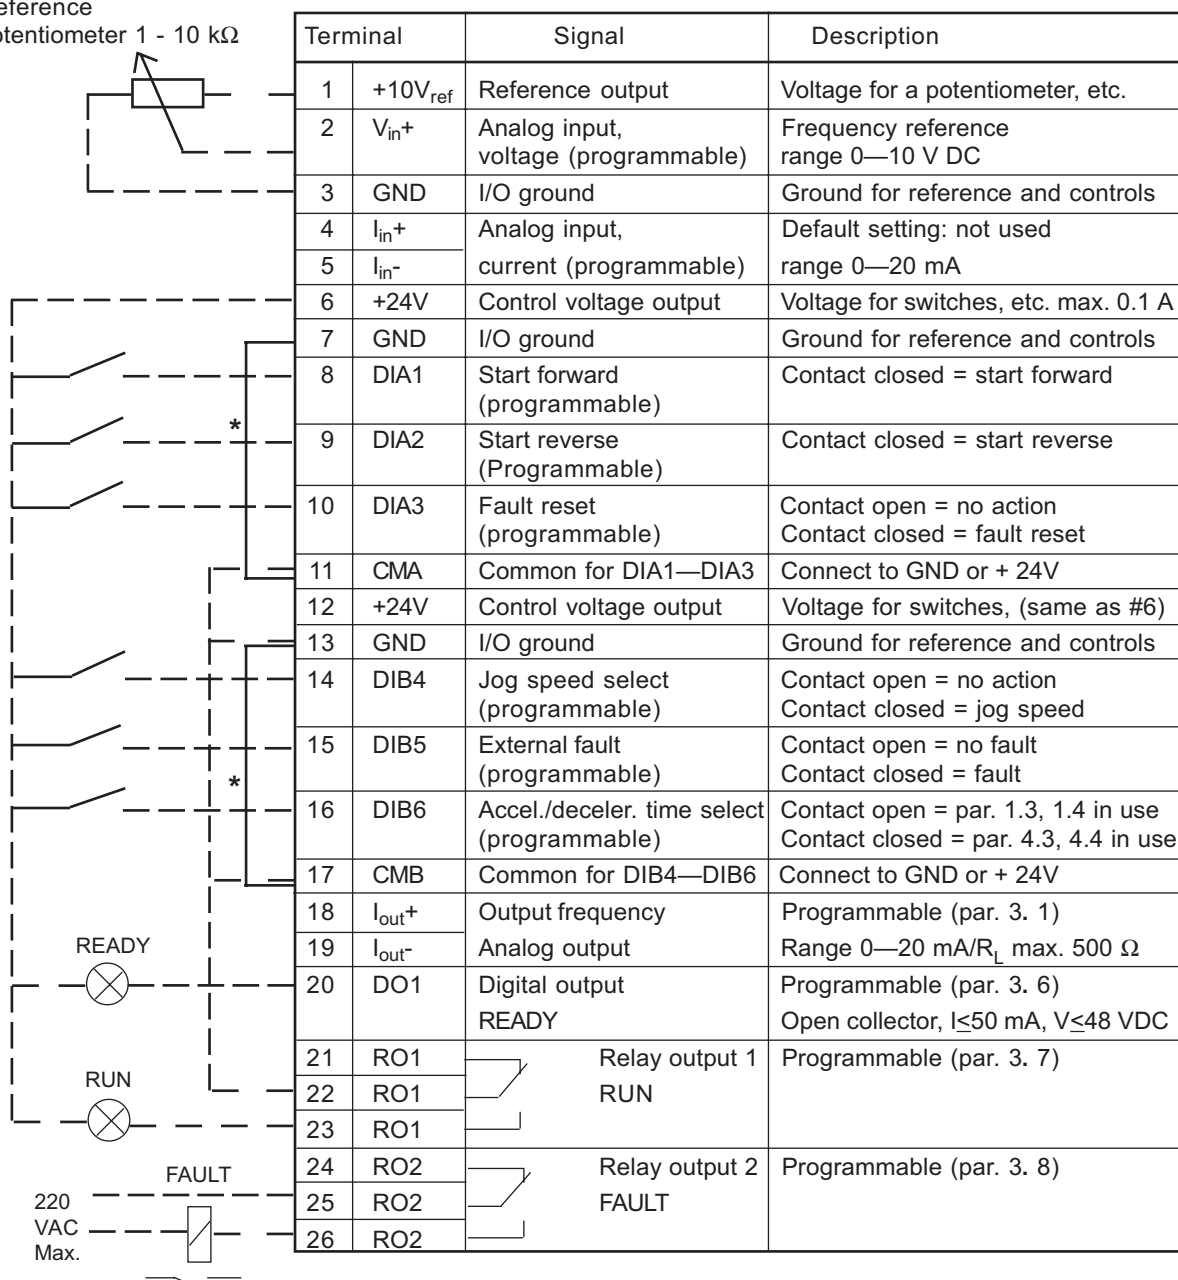 eference
otentiometer 1 - 10 kΩ
Terminal Signal Description
1 +10Vref Reference output Voltage for a potentiometer, etc.
2 Vin+ Analog input, Frequency reference
voltage (programmable) range 0—10 V DC
3 GND I/O ground Ground for reference and controls
4 Iin+ Analog input, Default setting: not used
5 Iin- current (programmable) range 0—20 mA
6 +24V Control voltage output Voltage for switches, etc. max. 0.1 A
7 GND I/O ground Ground for reference and controls
8 DIA1 Start forward Contact closed = start forward
(programmable)
*
9 DIA2 Start reverse Contact closed = start reverse
(Programmable)
10 DIA3 Fault reset Contact open = no action
(programmable) Contact closed = fault reset
11 CMA Common for DIA1—DIA3 Connect to GND or + 24V
12 +24V Control voltage output Voltage for switches, (same as #6)
13 GND I/O ground Ground for reference and controls
14 DIB4 Jog speed select Contact open = no action
(programmable) Contact closed = jog speed
15 DIB5 External fault Contact open = no fault
(programmable) Contact closed = fault
*
16 DIB6 Accel./deceler. time select Contact open = par. 1.3, 1.4 in use
(programmable) Contact closed = par. 4.3, 4.4 in use
17 CMB Common for DIB4—DIB6 Connect to GND or + 24V
18 Iout+ Output frequency Programmable (par. 3. 1)
READY
19 Iout- Analog output Range 0—20 mA/RL max. 500 Ω
20 DO1 Digital output Programmable (par. 3. 6)
READY Open collector, I≤50 mA, V≤48 VDC
21 RO1 Relay output 1 Programmable (par. 3. 7)
RUN
22 RO1 RUN
23 RO1
24 RO2 Relay output 2 Programmable (par. 3. 8)
FAULT
25 RO2 FAULT
26 RO2
220
VAC
Max.